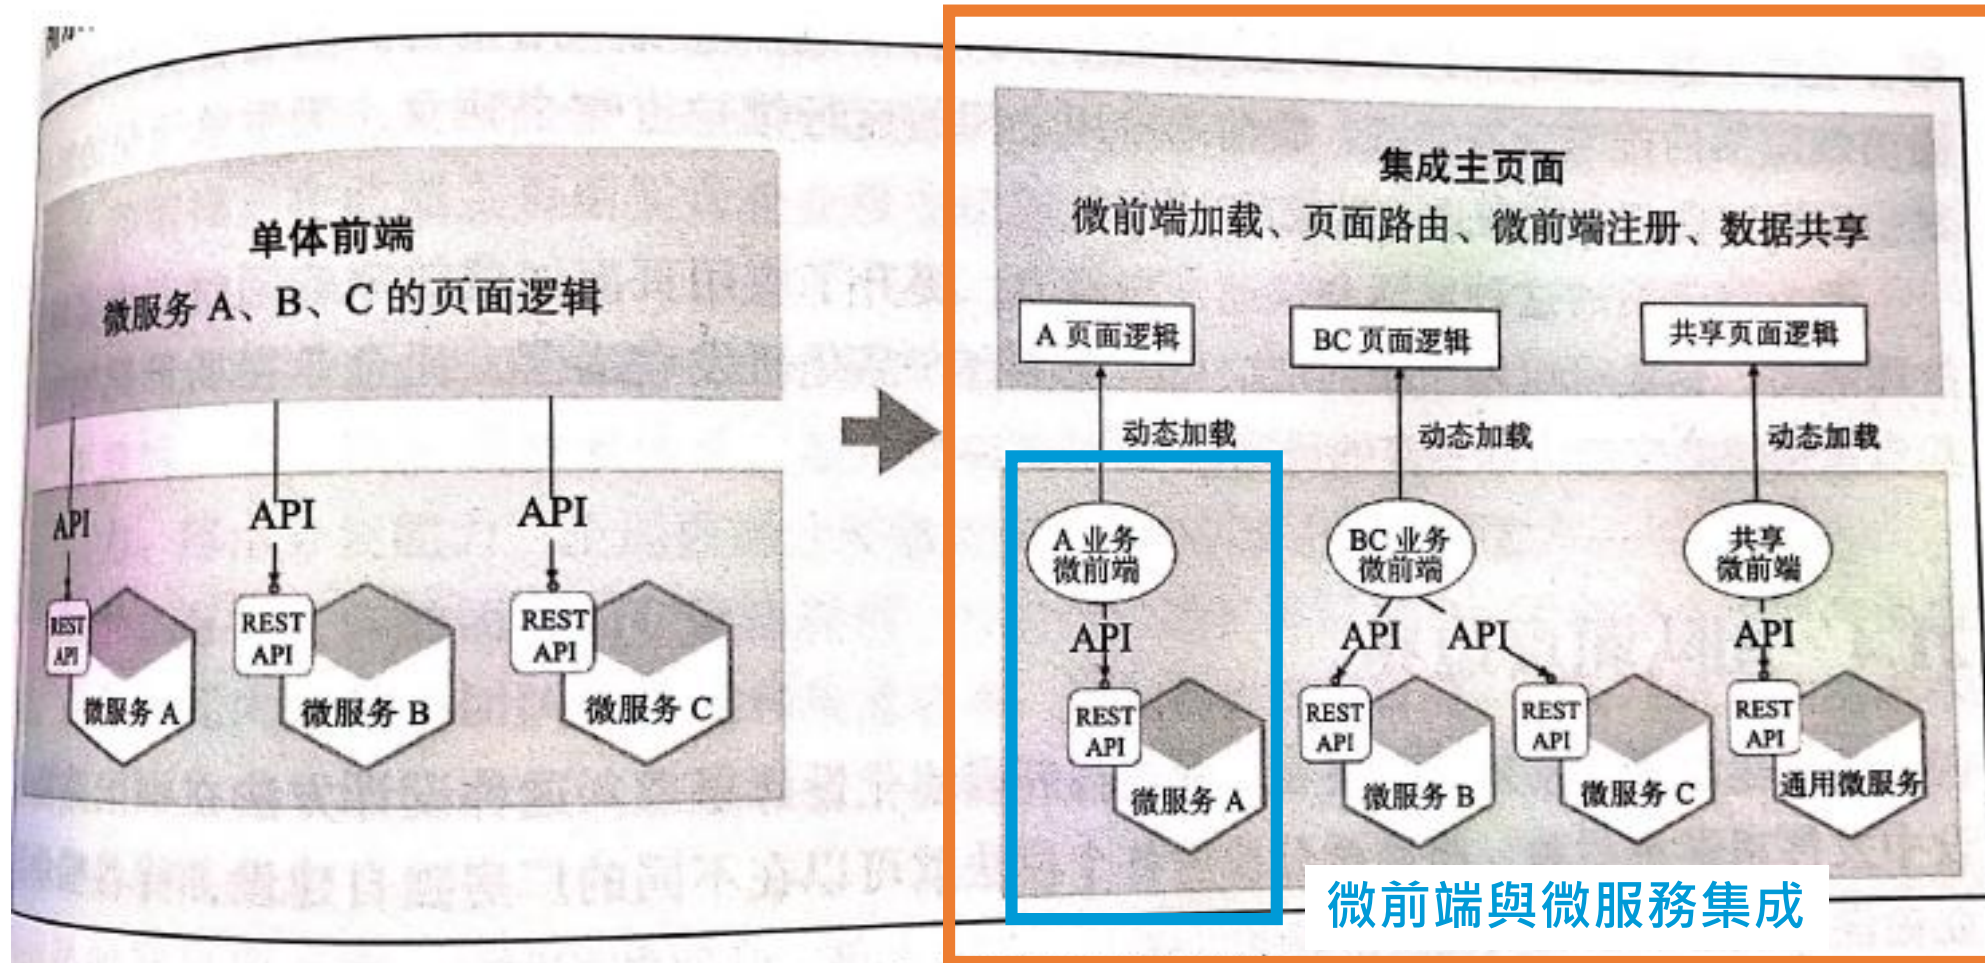 单体前端
微服务 A、B、C 的页面逻辑
API
API
API
REST
API
REST
API
REST
API
微服务 A
微服务 B
微服务 C
集成主页面
微前端加载、页面路由、微前端注册、数据共享
A 页面逻辑
BC 页面逻辑
共享页面逻辑
动态加载
动态加载
动态加载
A 业务
微前端
BC 业务
微前端
共享
微前端
API
API
API
API
REST
API
REST
API
REST
API
REST
API
微服务 A
微服务 B
微服务 C
通用微服务
微前端與微服務集成